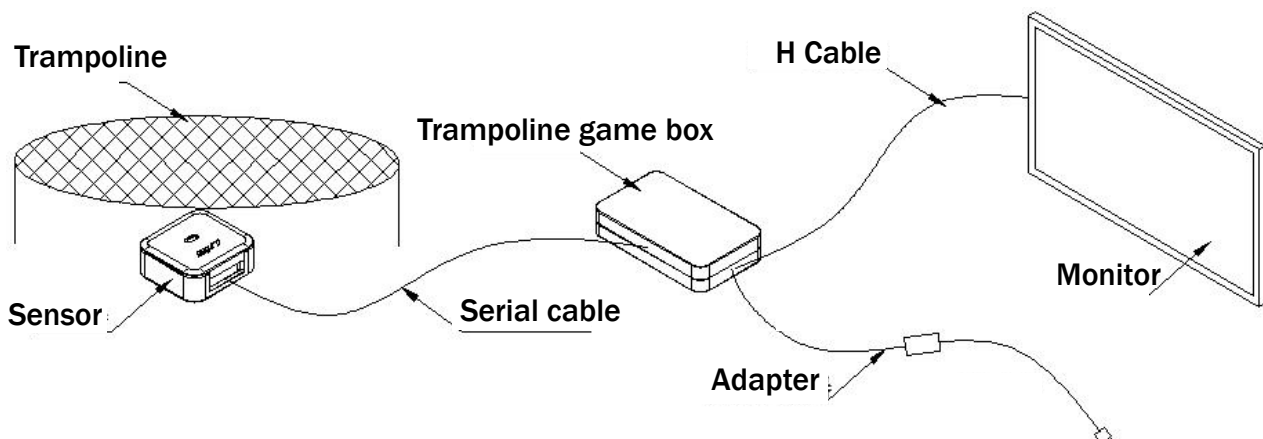 Trampoline
H Cable
Trampoline game box
Sensor
Serial cable
Monitor
Adapter